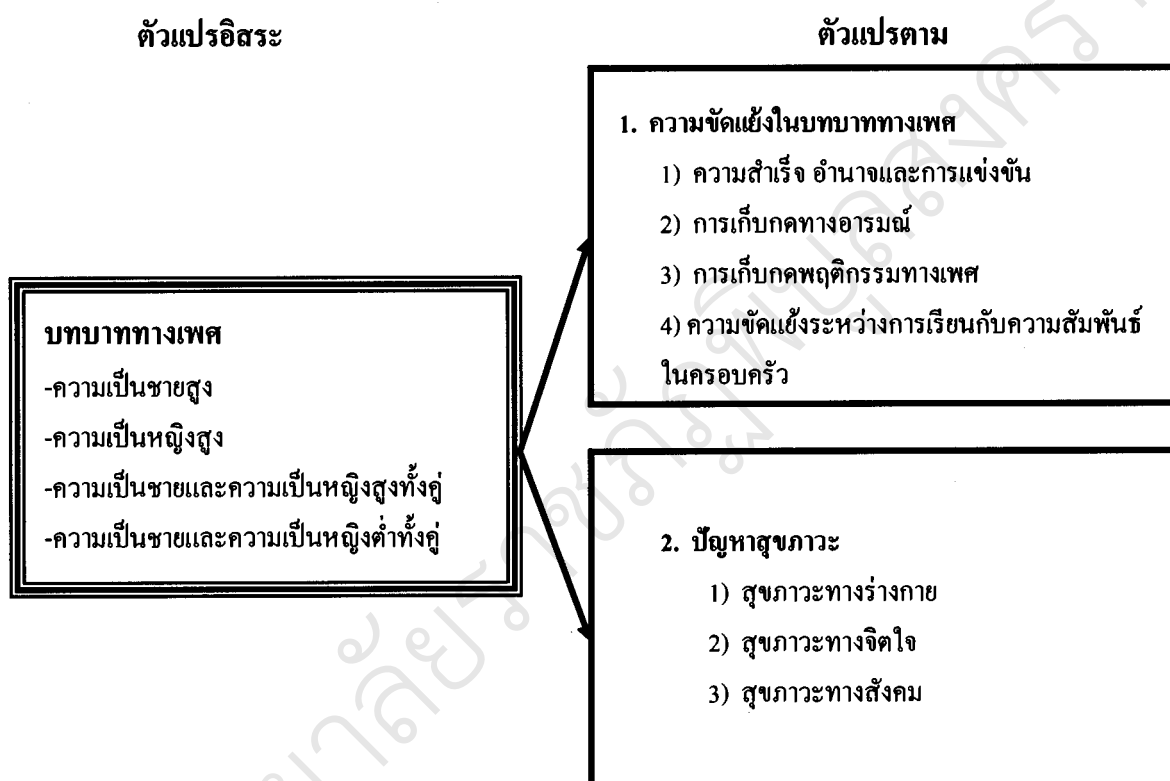 ตัวแปรอิสระ
ตัวแปรตาม
บทบาททางเพศ
-ความเป็นชายสูง
-ความเป็นหญิงสูง
-ความเป็นชายและความเป็นหญิงสูงทั้งคู่
-ความเป็นชายและความเป็นหญิงต่ำทั้งคู่
1. ความขัดแย้งในบทบาททางเพศ
1) ความสำเร็จ อำนาจและการแข่งขัน
2) การเก็บกดทางอารมณ์
3) การเก็บกดพฤติกรรมทางเพศ
4) ความขัดแย้งระหว่างการเรียนกับความสัมพันธ์
ในครอบครัว
2. ปัญหาสุขภาวะ
1) สุขภาวะทางร่างกาย
2) สุขภาวะทางจิตใจ
3) สุขภาวะทางสังคม